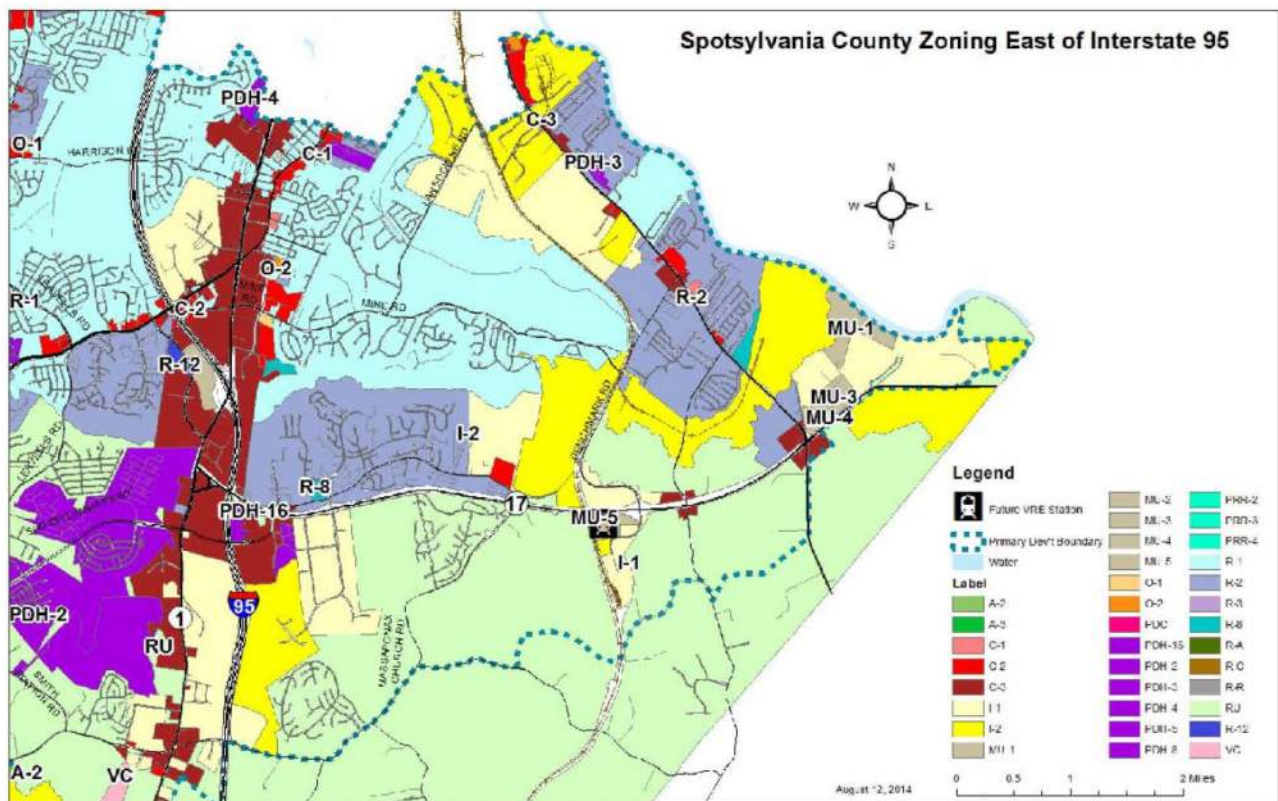 Spotsylvania County Zoning East of Interstate 95
PDH-4
C-3
O-1
C-1
PDH-3
N
W
S
O-2
MINE RD
R-1
C-2
R-2
MU-1
R-12
MU-3
MU-4
I-2
R-8
PDH-16
17
MU-5
I-1
PDH-2
95
1
RU
MASSAPONAX
CHURCH RD
SMITH
A-2
VC
Legend
Future VRE Station
Primary Dev't Boundary
Water
Label
A-2
A-3
C-1
C-2
C-3
I-1
I-2
MU-1
MU-2
MU-3
MU-4
MU-5
O-1
O-2
PDC
PDH-16
PDH-2
PDH-3
PDH-4
PDH-5
PDH-8
PRR-2
PRR-3
PRR-4
R-1
R-2
R-3
R-8
R-A
R-C
R-R
RU
R-12
VC
August 12, 2014
0 0.5 1 2 Miles